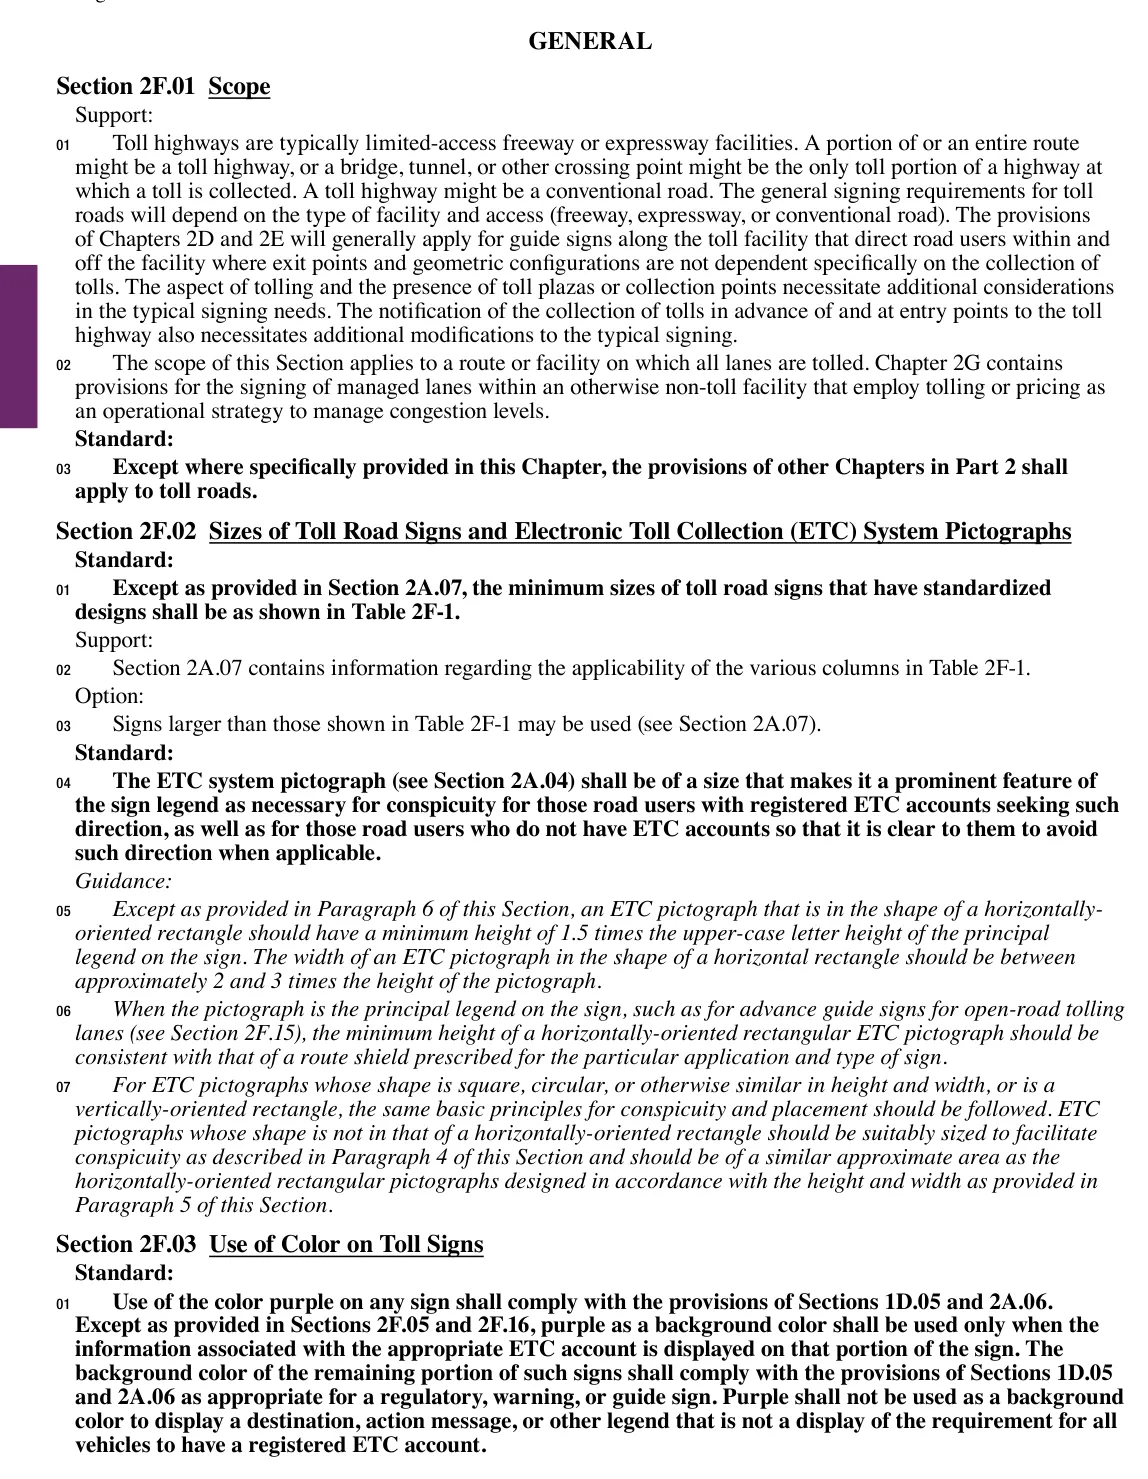 GENERAL
Section 2F.01 Scope
Support:
01 Toll highways are typically limited-access freeway or expressway facilities. A portion of or an entire route
might be a toll highway, or a bridge, tunnel, or other crossing point might be the only toll portion of a highway at
which a toll is collected. A toll highway might be a conventional road. The general signing requirements for toll
roads will depend on the type of facility and access (freeway, expressway, or conventional road). The provisions
of Chapters 2D and 2E will generally apply for guide signs along the toll facility that direct road users within and
off the facility where exit points and geometric configurations are not dependent specifically on the collection of
tolls. The aspect of tolling and the presence of toll plazas or collection points necessitate additional considerations
in the typical signing needs. The notification of the collection of tolls in advance of and at entry points to the toll
highway also necessitates additional modifications to the typical signing.
02 The scope of this Section applies to a route or facility on which all lanes are tolled. Chapter 2G contains
provisions for the signing of managed lanes within an otherwise non-toll facility that employ tolling or pricing as
an operational strategy to manage congestion levels.
Standard:
03 Except where specifically provided in this Chapter, the provisions of other Chapters in Part 2 shall
apply to toll roads.
Section 2F.02 Sizes of Toll Road Signs and Electronic Toll Collection (ETC) System Pictographs
Standard:
01 Except as provided in Section 2A.07, the minimum sizes of toll road signs that have standardized
designs shall be as shown in Table 2F-1.
Support:
02 Section 2A.07 contains information regarding the applicability of the various columns in Table 2F-1.
Option:
03 Signs larger than those shown in Table 2F-1 may be used (see Section 2A.07).
Standard:
04 The ETC system pictograph (see Section 2A.04) shall be of a size that makes it a prominent feature of
the sign legend as necessary for conspicuity for those road users with registered ETC accounts seeking such
direction, as well as for those road users who do not have ETC accounts so that it is clear to them to avoid
such direction when applicable.
Guidance:
05 Except as provided in Paragraph 6 of this Section, an ETC pictograph that is in the shape of a horizontally-
oriented rectangle should have a minimum height of 1.5 times the upper-case letter height of the principal
legend on the sign. The width of an ETC pictograph in the shape of a horizontal rectangle should be between
approximately 2 and 3 times the height of the pictograph.
06 When the pictograph is the principal legend on the sign, such as for advance guide signs for open-road tolling
lanes (see Section 2F.15), the minimum height of a horizontally-oriented rectangular ETC pictograph should be
consistent with that of a route shield prescribed for the particular application and type of sign.
07 For ETC pictographs whose shape is square, circular, or otherwise similar in height and width, or is a
vertically-oriented rectangle, the same basic principles for conspicuity and placement should be followed. ETC
pictographs whose shape is not in that of a horizontally-oriented rectangle should be suitably sized to facilitate
conspicuity as described in Paragraph 4 of this Section and should be of a similar approximate area as the
horizontally-oriented rectangular pictographs designed in accordance with the height and width as provided in
Paragraph 5 of this Section.
Section 2F.03 Use of Color on Toll Signs
Standard:
01 Use of the color purple on any sign shall comply with the provisions of Sections 1D.05 and 2A.06.
Except as provided in Sections 2F.05 and 2F.16, purple as a background color shall be used only when the
information associated with the appropriate ETC account is displayed on that portion of the sign. The
background color of the remaining portion of such signs shall comply with the provisions of Sections 1D.05
and 2A.06 as appropriate for a regulatory, warning, or guide sign. Purple shall not be used as a background
color to display a destination, action message, or other legend that is not a display of the requirement for all
vehicles to have a registered ETC account.